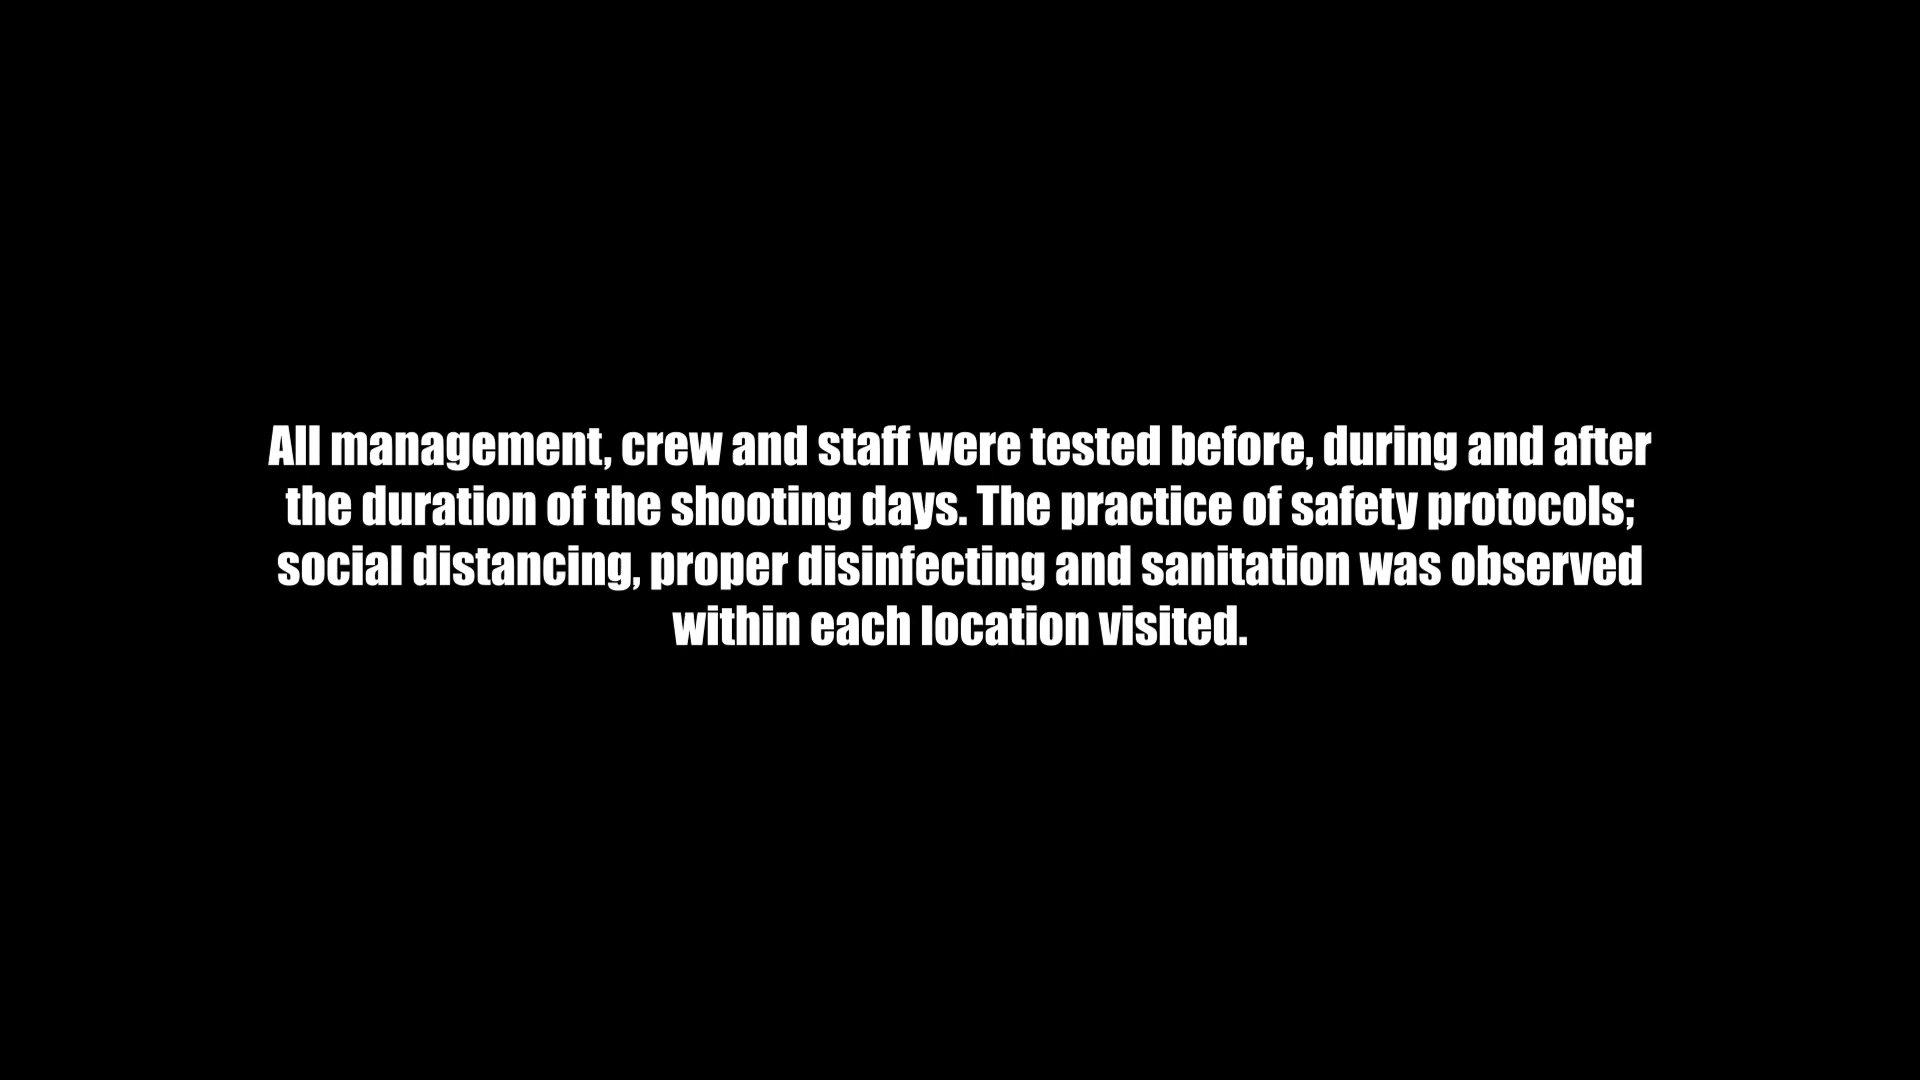 All management, crew and staff were tested before, during and after
the duration of the shooting days. The practice of safety protocols;
social distancing, proper disinfecting and sanitation was observed
within each location visited.